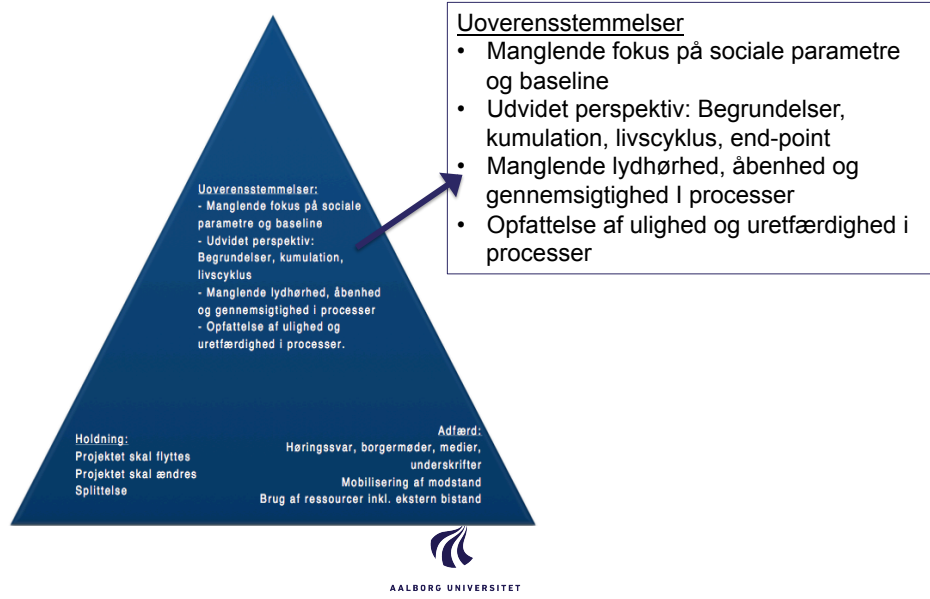 Uoverensstemmelser
• Manglende fokus på sociale parametre
og baseline
• Udvidet perspektiv: Begrundelser,
kumulation, livscyklus, end-point
• Manglende lydhørhed, åbenhed og
gennemsigtighed I processer
• Opfattelse af ulighed og uretfærdighed i
processer
Uoverensstemmelser:
- Manglende fokus på sociale
parametre og baseline
- Udvidet perspektiv:
Begrundelser, kumulation,
livscyklus
- Manglende lydhørhed, åbenhed
og gennemsigtighed i processer
- Opfattelse af ulighed og
uretfærdighed i processer.
Holdning:
Projektet skal flyttes
Projektet skal ændres
Splittelse
Adfærd:
Høringssvar, borgermøder, medier,
underskrifter
Mobilisering af modstand
Brug af ressourcer inkl. ekstern bistand
AALBORG UNIVERSITET